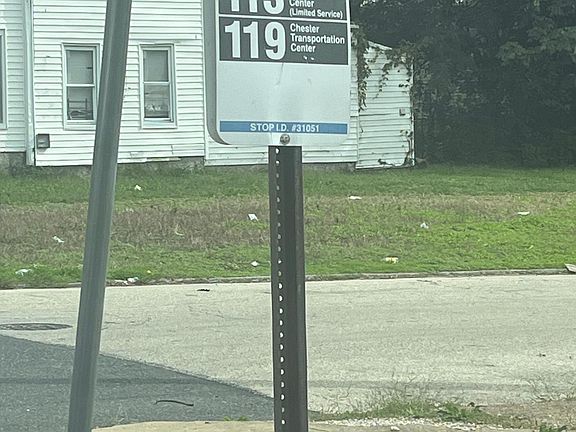 Center
(Limited Service)
119 Chester
Transportation
Center
STOP I.D. #31051